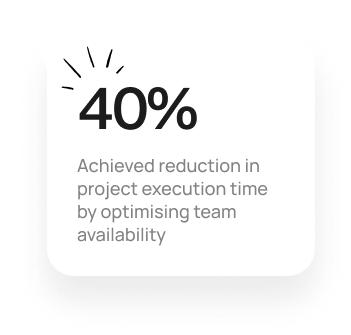 40%
Achieved reduction in
project execution time
by optimising team
availability